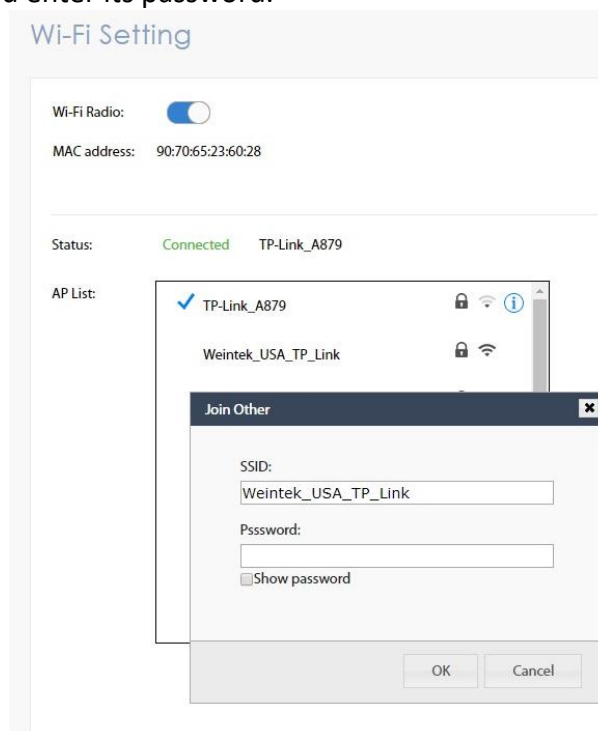 enter its password.
Wi-Fi Setting
Wi-Fi Radio:
MAC address: 90:70:65:23:60:28
Status: Connected TP-Link_A879
AP List:
TP-Link_A879
Weintek_USA_TP_Link
Join Other
SSID:
Weintek_USA_TP_Link
Psssword:
Show password
OK Cancel